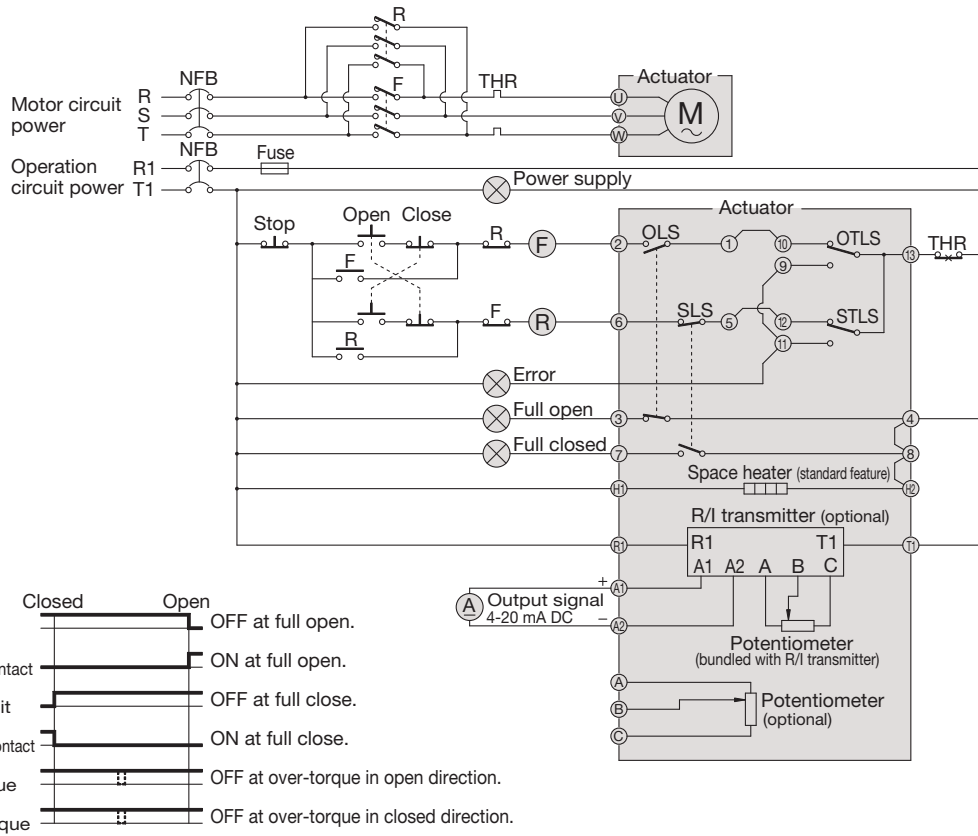 R
NFB
F
THR
Actuator
Motor circuit
power
R
S
T
U
V
W
M
NFB
Operation
circuit power
R1
T1
Fuse
Power supply
Actuator
Stop
Open
Close
R
F
2
OLS
1
10
OTLS
13
THR
F
9
R
F
R
6
SLS
5
12
STLS
11
Error
Full open
3
4
Full closed
7
8
Space heater (standard feature)
H1
H2
R/I transmitter (optional)
R1
R1
T1
T1
A1 A2 A B C
Output signal
4-20 mA DC
A
+
A1
−
A2
Potentiometer
(bundled with R/I transmitter)
A
B
C
Potentiometer
(optional)
Closed
Open
OFF at full open.
ON at full open.
OFF at full close.
ON at full close.
OFF at over-torque in open direction.
OFF at over-torque in closed direction.